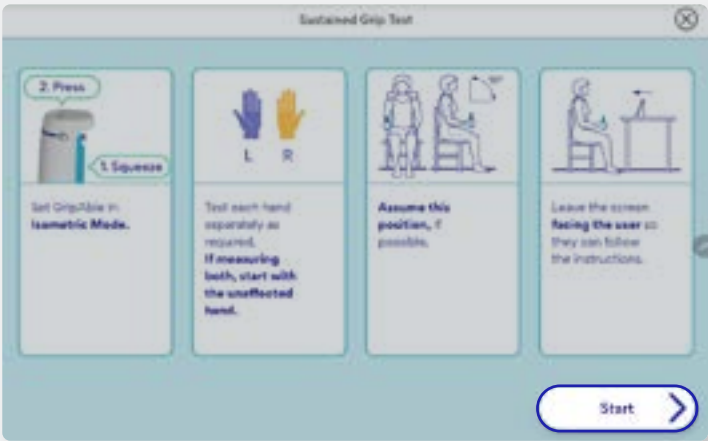 Sustained Grip Test
2. Press
1. Squeeze
Set GripAble in
Isometric Mode.
L R
Test each hand
separately as
required.
If measuring
both, start with
the unaffected
hand.
90°
Assume this
position, if
possible.
Leave the screen
facing the user so
they can follow
the instructions.
Start